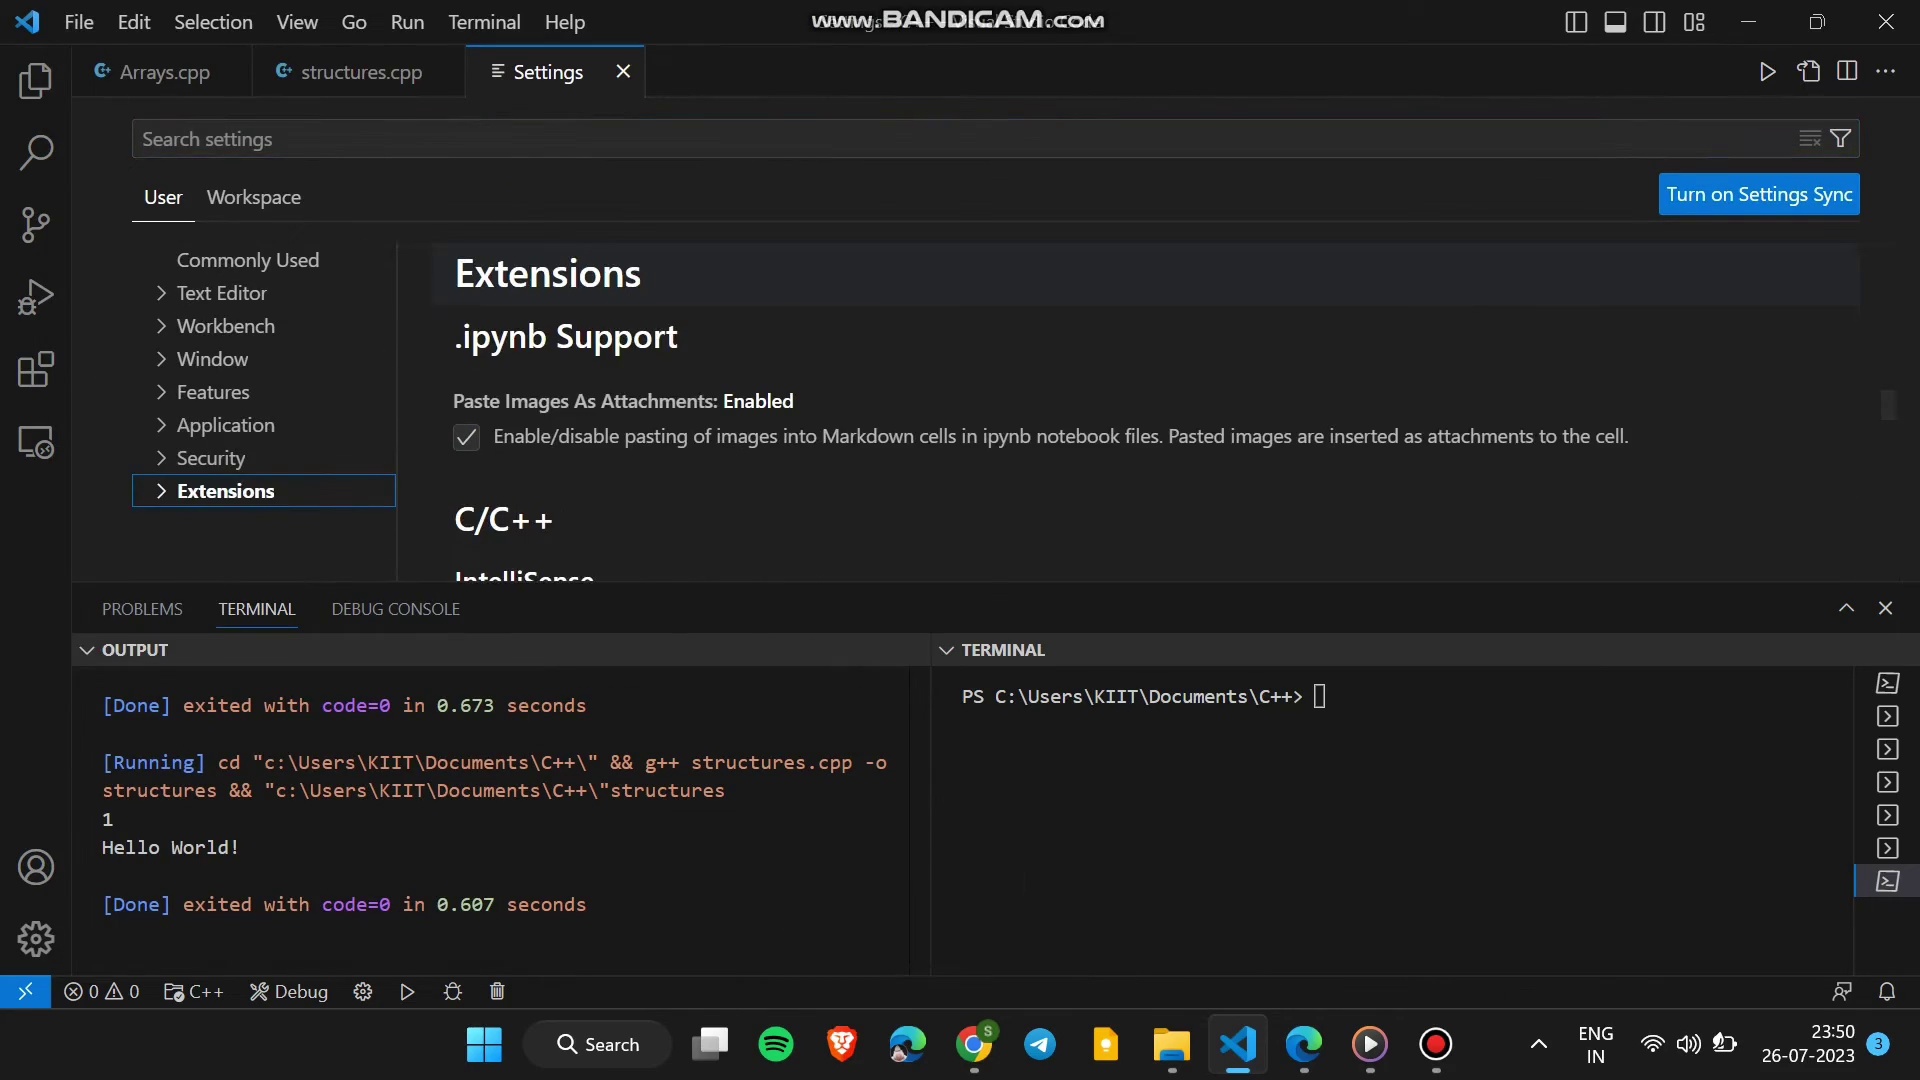 File Edit Selection View Go Run Terminal Help
www.BANDICAM.com
Arrays.cpp
structures.cpp
Settings
Search settings
User Workspace
Turn on Settings Sync
Commonly Used
Text Editor
Workbench
Window
Features
Application
Security
Extensions
Extensions
.ipynb Support
Paste Images As Attachments: Enabled
Enable/disable pasting of images into Markdown cells in ipynb notebook files. Pasted images are inserted as attachments to the cell.
C/C++
IntelliSense
PROBLEMS TERMINAL DEBUG CONSOLE
OUTPUT
[Done] exited with code=0 in 0.673 seconds
[Running] cd "c:\Users\KIIT\Documents\C++\" && g++ structures.cpp -o
structures && "c:\Users\KIIT\Documents\C++\"structures
1
Hello World!
[Done] exited with code=0 in 0.607 seconds
TERMINAL
PS C:\Users\KIIT\Documents\C++>
0 0 C++ Debug
Search
S
ENG
IN
23:50
26-07-2023
3